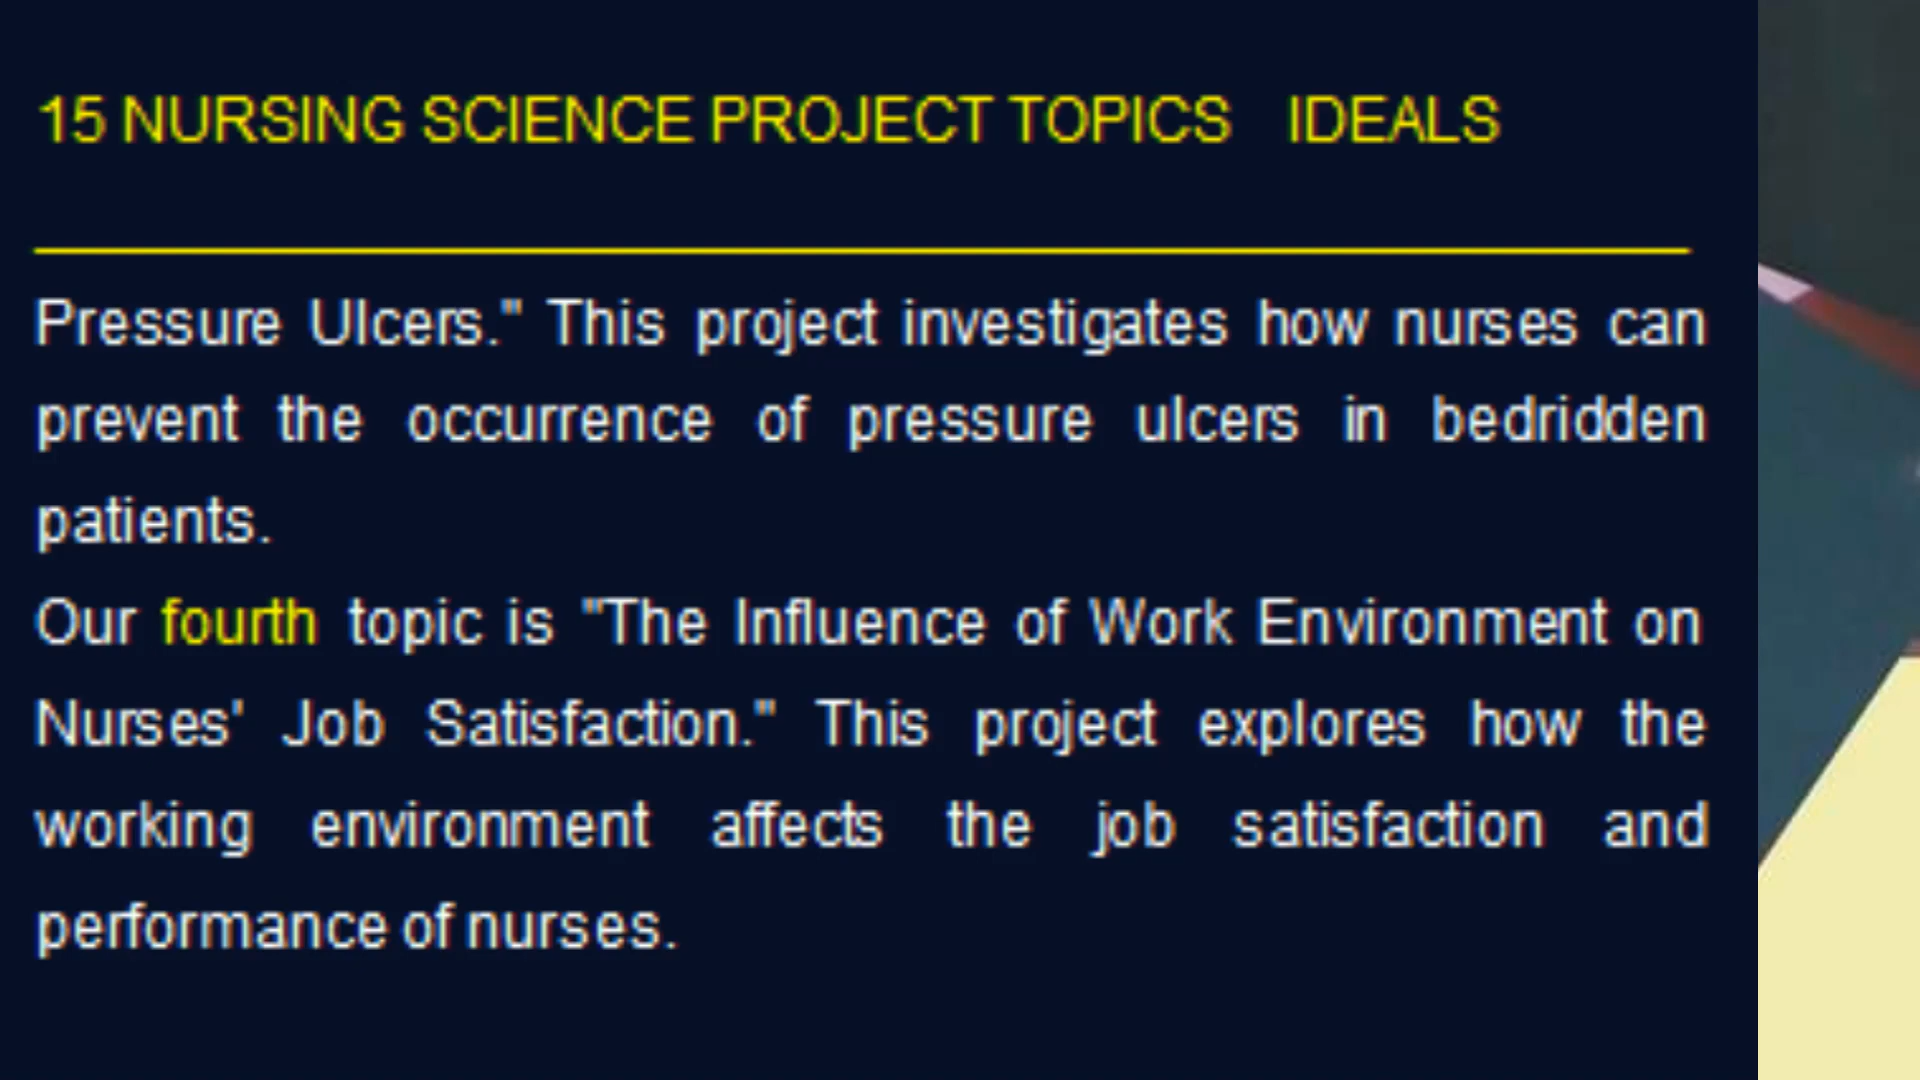 15 NURSING SCIENCE PROJECT TOPICS IDEALS
Pressure Ulcers." This project investigates how nurses can
prevent the occurrence of pressure ulcers in bedridden
patients.
Our fourth topic is "The Influence of Work Environment on
Nurses' Job Satisfaction." This project explores how the
working environment affects the job satisfaction and
performance of nurses.